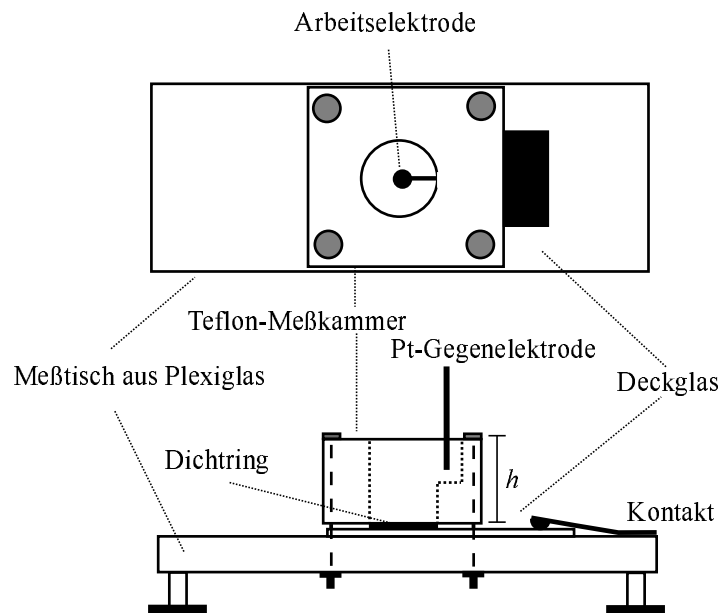 Arbeitselektrode
Teflon-Meßkammer
Pt-Gegenelektrode
Meßtisch aus Plexiglas
Deckglas
Dichtring
h
Kontakt